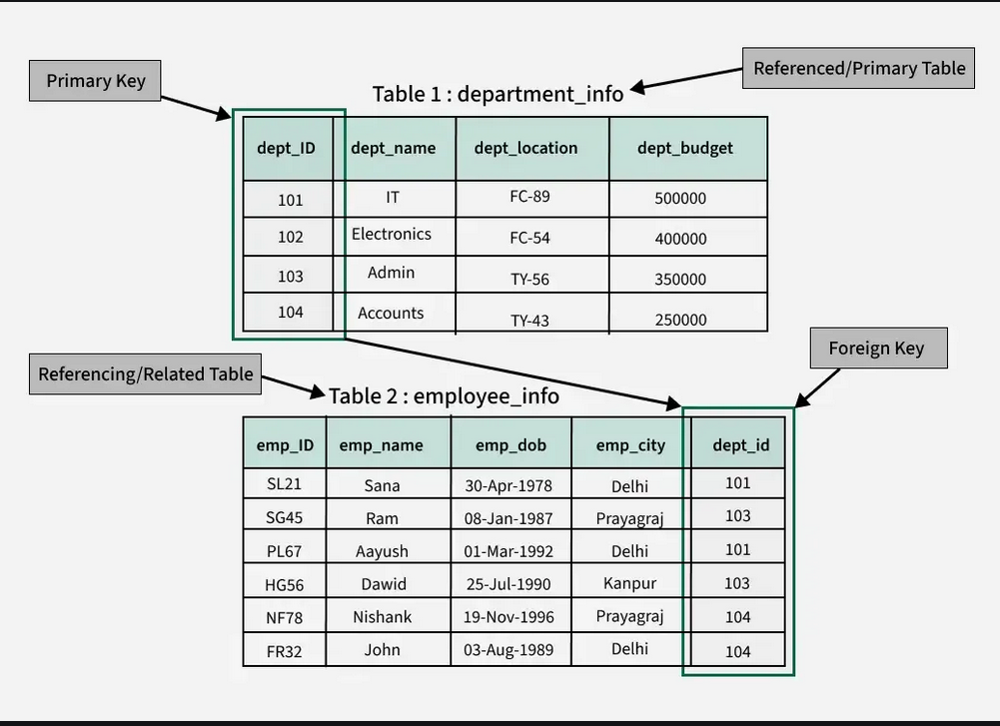 Primary Key
Referenced/Primary Table
Table 1 : department_info
dept_ID dept_name dept_location dept_budget
101 IT FC-89 500000
102 Electronics FC-54 400000
103 Admin TY-56 350000
104 Accounts TY-43 250000
Foreign Key
Referencing/Related Table
Table 2 : employee_info
emp_ID emp_name emp_dob emp_city dept_id
SL21 Sana 30-Apr-1978 Delhi 101
SG45 Ram 08-Jan-1987 Prayagraj 103
PL67 Aayush 01-Mar-1992 Delhi 101
HG56 Dawid 25-Jul-1990 Kanpur 103
NF78 Nishank 19-Nov-1996 Prayagraj 104
FR32 John 03-Aug-1989 Delhi 104